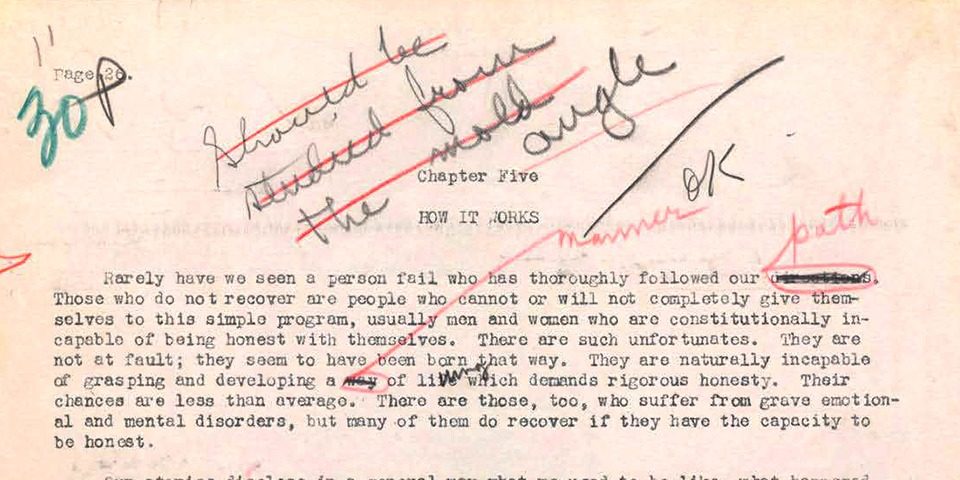 Page 26.
30
Should be
studied from
the mold
angle
OK
Chapter Five
HOW IT WORKS
manner
path
Rarely have we seen a person fail who has thoroughly followed our directions.
Those who do not recover are people who cannot or will not completely give them-
selves to this simple program, usually men and women who are constitutionally in-
capable of being honest with themselves. There are such unfortunates. They are
not at fault; they seem to have been born that way. They are naturally incapable
of grasping and developing a way of living which demands rigorous honesty. Their
chances are less than average. There are those, too, who suffer from grave emotion-
al and mental disorders, but many of them do recover if they have the capacity to
be honest.